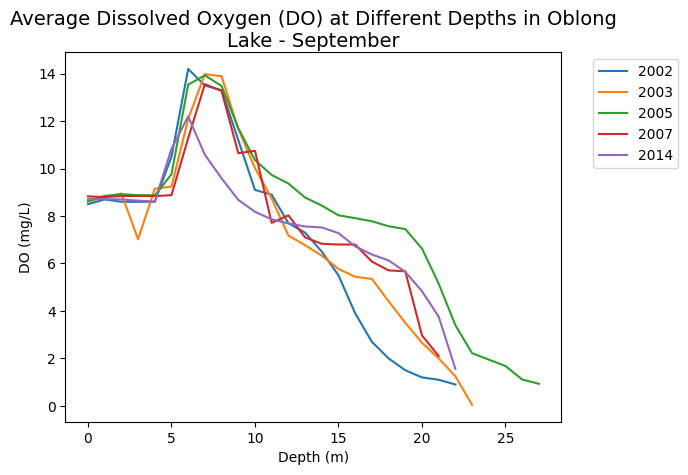 Average Dissolved Oxygen (DO) at Different Depths in Oblong
Lake - September
14
12
10
8
6
4
2
0
DO (mg/L)
0 5 10 15 20 25
Depth (m)
2002
2003
2005
2007
2014